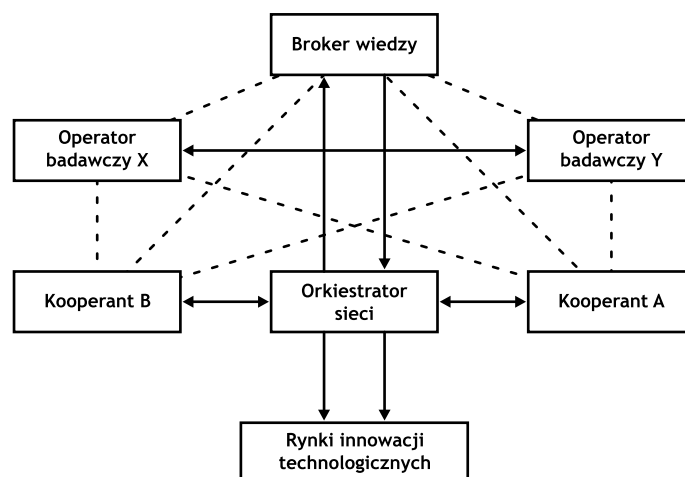 Broker wiedzy
Operator
badawczy X
Operator
badawczy Y
Kooperant B
Orkiestrator
sieci
Kooperant A
Rynki innowacji
technologicznych